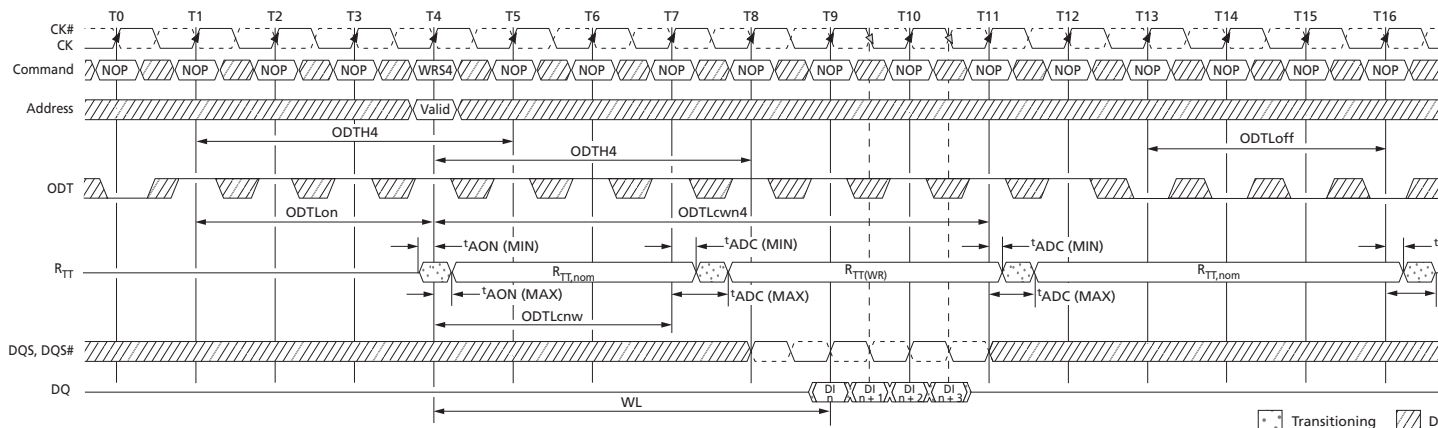 T0 T1 T2 T3 T4 T5 T6 T7 T8 T9 T10 T11 T12 T13 T14 T15 T16
CK#
CK
Command NOP NOP NOP NOP WRS4 NOP NOP NOP NOP NOP NOP NOP NOP NOP NOP NOP NOP
Address Valid
ODTH4 ODTLoff
ODTH4
ODT
ODTLon ODTLcwn4
tAON (MIN) tADC (MIN) tADC (MIN) t
RTT RTT,nom RTT(WR) RTT,nom
tAON (MAX) tADC (MAX) tADC (MAX)
ODTLcnw
DQS, DQS#
DQ DI n DI n + 1 DI n + 2 DI n + 3
WL
Transitioning D